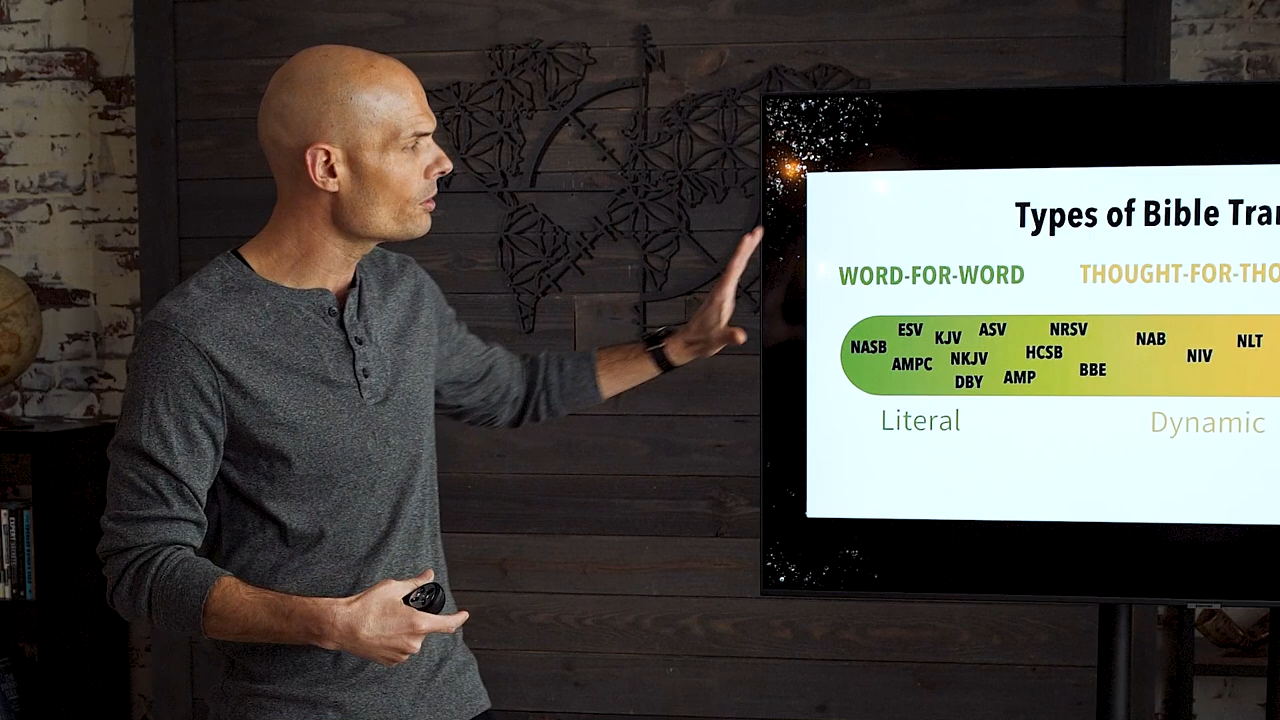 Types of Bible Tran
WORD-FOR-WORD THOUGHT-FOR-THO
ESV ASV NRSV
NASB KJV NAB NLT
AMPC NKJV HCSB NIV
DBY AMP BBE
Literal Dynamic